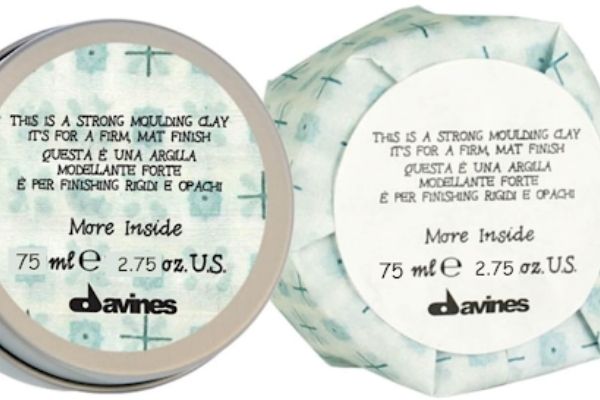 THIS IS A STRONG MOULDING CLAY
IT'S FOR A FIRM, MAT FINISH
QUESTA È UNA ARGILLA
MODELLANTE FORTE
È PER FINISHING RIGIDI E OPACHI
More Inside
75 ml e 2.75 oz. U.S.
davines
THIS IS A STRONG MOULDING CLAY
IT'S FOR A FIRM, MAT FINISH
QUESTA È UNA ARGILLA
MODELLANTE FORTE
È PER FINISHING RIGIDI E OPACHI
More Inside
75 ml e 2.75 oz. U.S.
davines